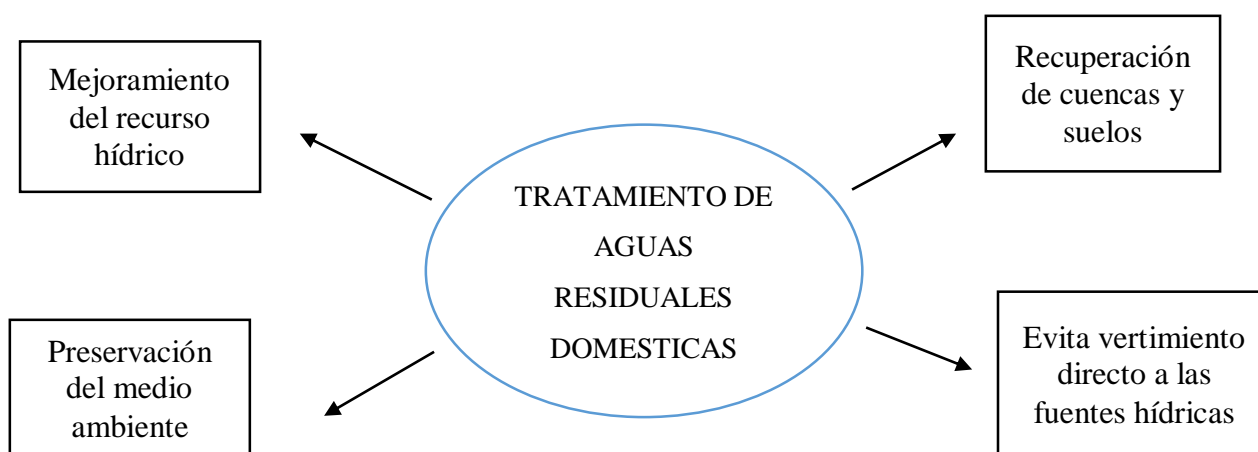 Mejoramiento
del recurso
hídrico
Recuperación
de cuencas y
suelos
TRATAMIENTO DE
AGUAS
RESIDUALES
DOMESTICAS
Preservación
del medio
ambiente
Evita vertimiento
directo a las
fuentes hídricas